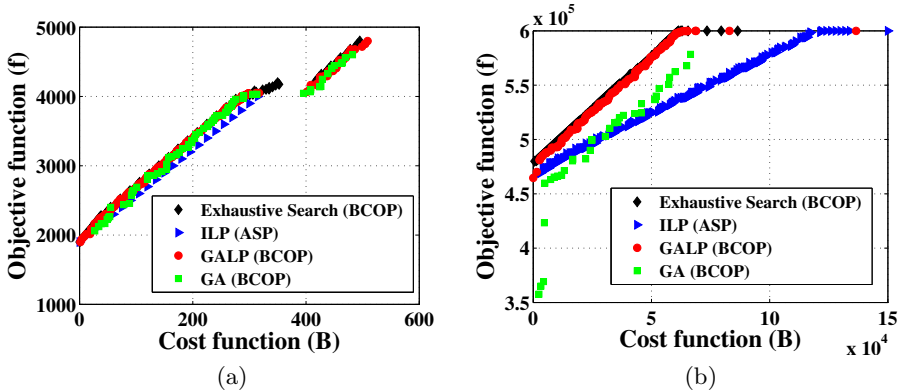 5000
4000
3000
2000
1000
Objective function (f)
0
200
400
600
Cost function (B)
Exhaustive Search (BCOP)
ILP (ASP)
GALP (BCOP)
GA (BCOP)
(a)
x 10^5
6
5.5
5
4.5
4
3.5
Objective function (f)
0
5
10
15
x 10^4
Cost function (B)
Exhaustive Search (BCOP)
ILP (ASP)
GALP (BCOP)
GA (BCOP)
(b)